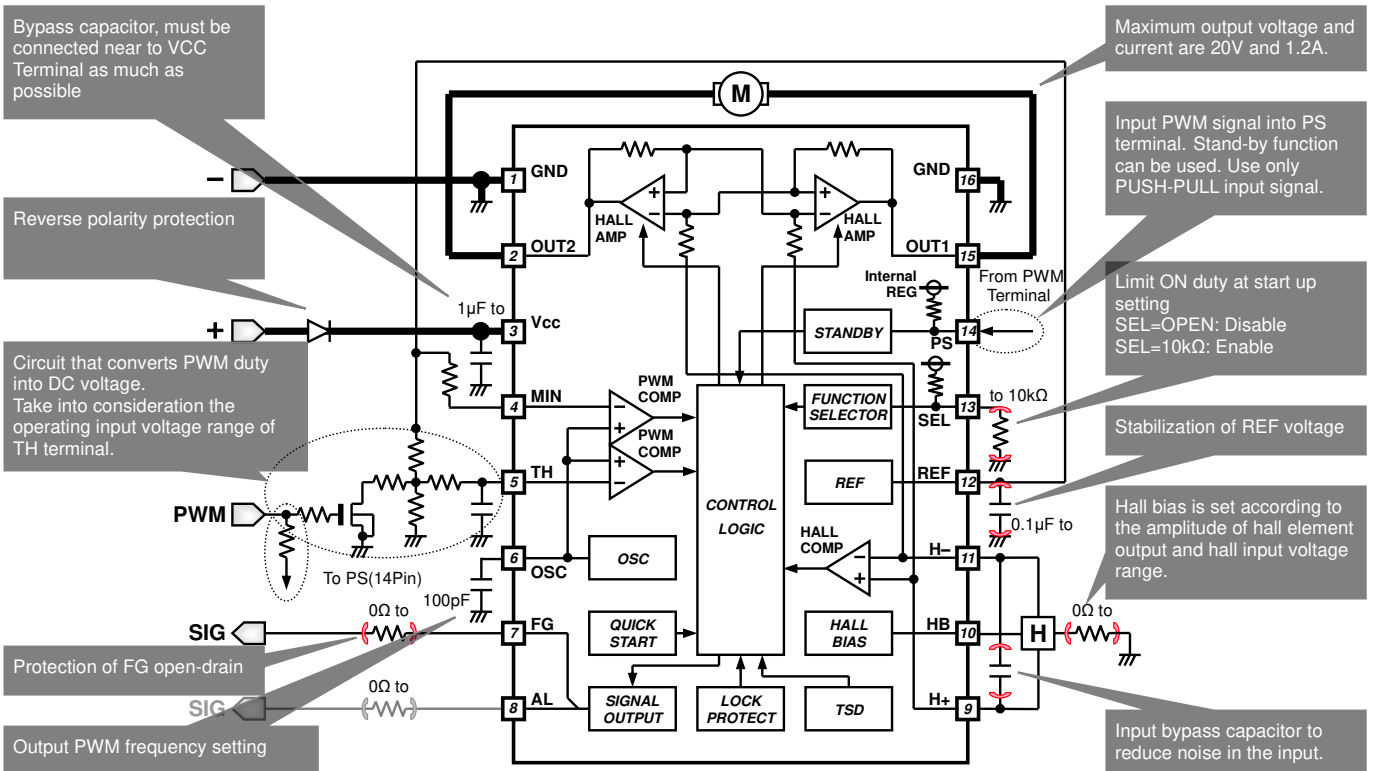 Bypass capacitor, must be
connected near to VCC
Terminal as much as
possible
Maximum output voltage and
current are 20V and 1.2A.
M
Input PWM signal into PS
terminal. Stand-by function
can be used. Use only
PUSH-PULL input signal.
–
1
GND
GND
16
Reverse polarity protection
HALL
AMP
HALL
AMP
2
OUT2
OUT1
15
Internal
REG
From PWM
Terminal
Limit ON duty at start up
setting
SEL=OPEN: Disable
SEL=10kΩ: Enable
1µF to
+
3
Vcc
STANDBY
14
PS
Circuit that converts PWM duty
into DC voltage.
Take into consideration the
operating input voltage range of
TH terminal.
MIN
4
PWM
COMP
–
+
FUNCTION
SELECTOR
13
SEL
to 10kΩ
Stabilization of REF voltage
PWM
COMP
+
–
TH
5
REF
REF
12
0.1µF to
CONTROL
LOGIC
PWM
Hall bias is set according to
the amplitude of hall element
output and hall input voltage
range.
HALL
COMP
–
+
H–
11
6
OSC
OSC
To PS(14Pin)
100pF
0Ω to
SIG
7
FG
QUICK
START
HALL
BIAS
HB
10
H
0Ω to
Protection of FG open-drain
0Ω to
SIG
8
AL
SIGNAL
OUTPUT
LOCK
PROTECT
TSD
H+
9
Output PWM frequency setting
Input bypass capacitor to
reduce noise in the input.
+
–
+
–